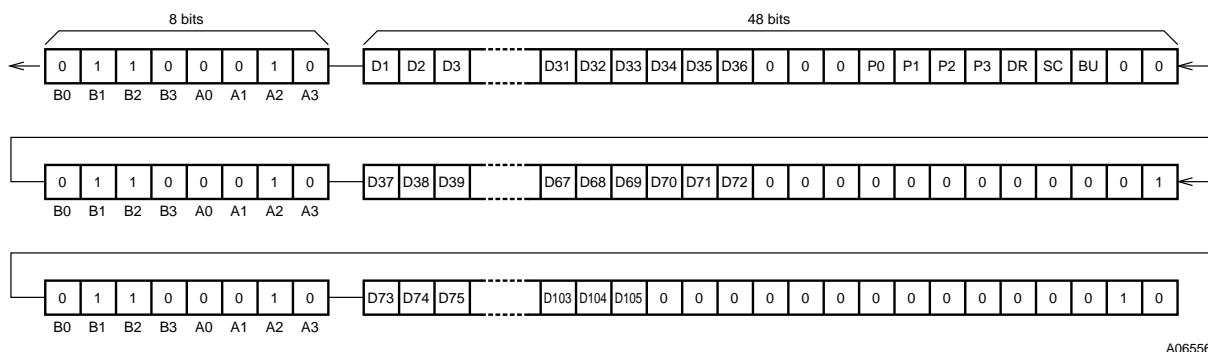 8 bits 48 bits
0 1 1 0 0 0 1 0 D1 D2 D3 D31 D32 D33 D34 D35 D36 0 0 0 P0 P1 P2 P3 DR SC BU 0 0
B0 B1 B2 B3 A0 A1 A2 A3
0 1 1 0 0 0 1 0 D37 D38 D39 D67 D68 D69 D70 D71 D72 0 0 0 0 0 0 0 0 0 0 0 1
B0 B1 B2 B3 A0 A1 A2 A3
0 1 1 0 0 0 1 0 D73 D74 D75 D103 D104 D105 0 0 0 0 0 0 0 0 0 0 0 0 0 1 0
B0 B1 B2 B3 A0 A1 A2 A3
A06556